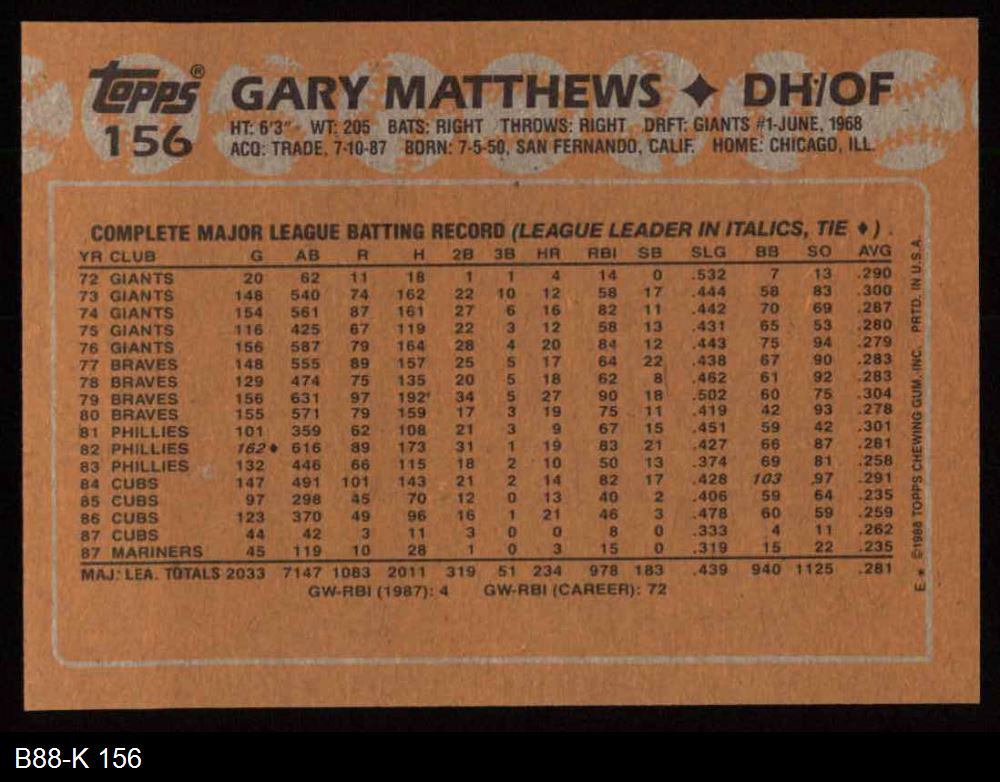 topps® GARY MATTHEWS ♦ DH/OF
156 HT: 6'3" WT: 205 BATS: RIGHT THROWS: RIGHT DRFT: GIANTS #1-JUNE, 1968
ACQ: TRADE, 7-10-87 BORN: 7-5-50, SAN FERNANDO, CALIF. HOME: CHICAGO, ILL.
COMPLETE MAJOR LEAGUE BATTING RECORD (LEAGUE LEADER IN ITALICS, TIE ♦)
YR CLUB G AB R H 2B 3B HR RBI SB SLG BB SO AVG
72 GIANTS 20 62 11 18 1 1 4 14 0 .532 7 13 .290
73 GIANTS 148 540 74 162 22 10 12 58 17 .444 58 83 .300
74 GIANTS 154 561 87 161 27 6 16 82 11 .442 70 69 .287
75 GIANTS 116 425 67 119 22 3 12 58 13 .431 65 53 .280
76 GIANTS 156 587 79 164 28 4 20 84 12 .443 75 94 .279
77 BRAVES 148 555 89 157 25 5 17 64 22 .438 67 90 .283
78 BRAVES 129 474 75 135 20 5 18 62 8 .462 61 92 .283
79 BRAVES 156 631 97 192 34 5 27 90 18 .502 60 75 .304
80 BRAVES 155 571 79 159 17 3 19 75 11 .419 42 93 .278
81 PHILLIES 101 359 62 108 21 3 9 67 15 .451 59 42 .301
82 PHILLIES 162♦ 616 89 173 31 1 19 83 21 .427 66 87 .281
83 PHILLIES 132 446 66 115 18 2 10 50 13 .374 69 81 .258
84 CUBS 147 491 101 143 21 2 14 82 17 .428 103 97 .291
85 CUBS 97 298 45 70 12 0 13 40 2 .406 59 64 .235
86 CUBS 123 370 49 96 16 1 21 46 3 .478 60 59 .259
87 CUBS 44 42 3 11 3 0 0 8 0 .333 4 11 .262
87 MARINERS 45 119 10 28 1 0 3 15 0 .319 15 22 .235
MAJ. LEA. TOTALS 2033 7147 1083 2011 319 51 234 978 183 .439 940 1125 .281
GW-RBI (1987): 4 GW-RBI (CAREER): 72
E* ©1988 TOPPS CHEWING GUM, INC. PRTD. IN U.S.A.
B88-K 156